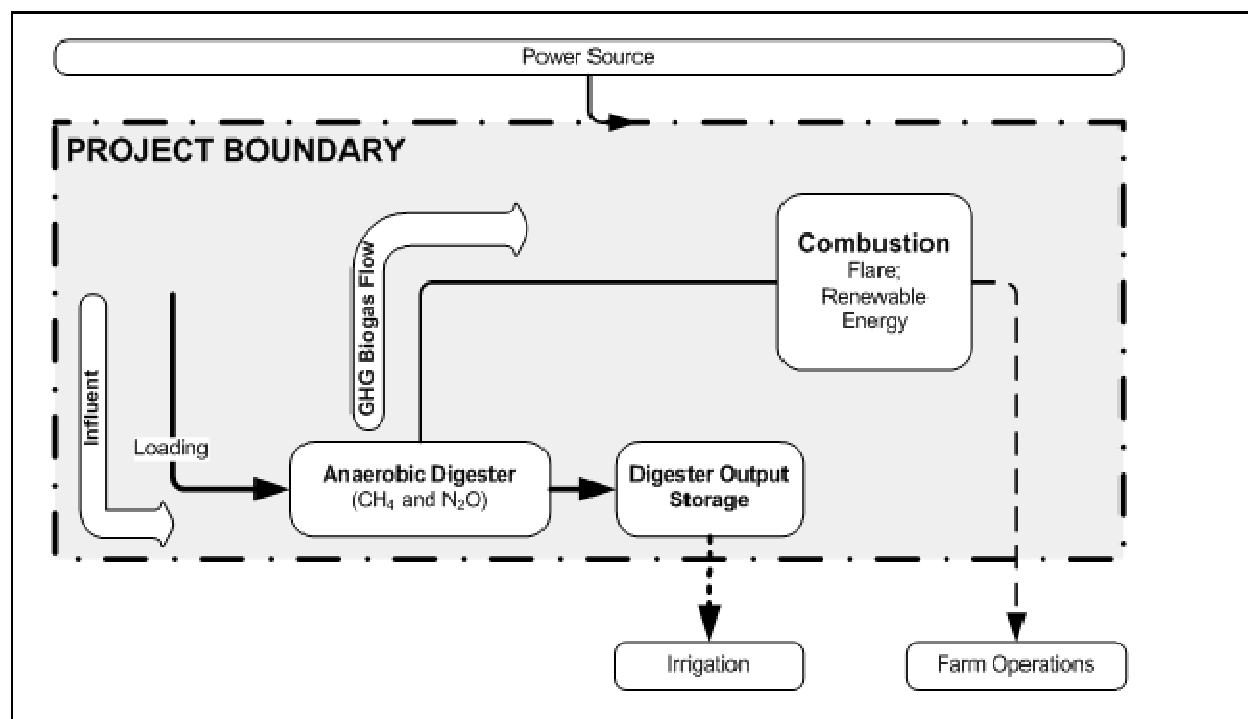 Power Source
PROJECT BOUNDARY
Combustion
Flare;
Renewable
Energy
GHG Biogas Flow
Influent
Loading
Anaerobic Digester
(CH₄ and N₂O)
Digester Output
Storage
Irrigation
Farm Operations